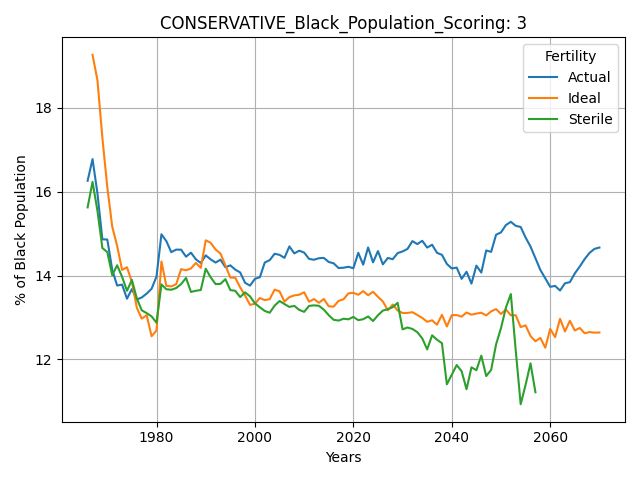 CONSERVATIVE_Black_Population_Scoring: 3
Fertility
Actual
Ideal
Sterile
% of Black Population
18
16
14
12
1980 2000 2020 2040 2060
Years